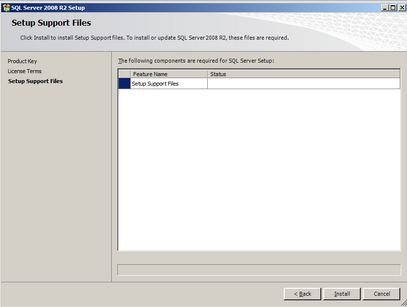 SQL Server 2008 R2 Setup
Setup Support Files
Click Install to install Setup Support files. To install or update SQL Server 2008 R2, these files are required.
Product Key
License Terms
Setup Support Files
The following components are required for SQL Server Setup:
Feature Name Status
Setup Support Files
< Back Install Cancel